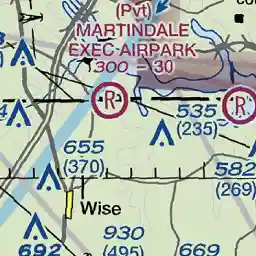 (Pvt)
MARTINDALE
EXEC AIRPARK
300 30
R
R
535
(235)
655
(370)
582
(269)
Wise
930
(495)
692
669